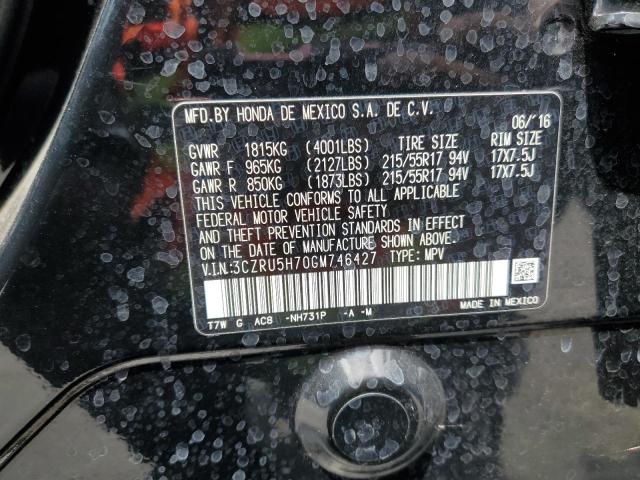 MFD.BY HONDA DE MEXICO S.A. DE C.V.
06/'16
GVWR 1815KG (4001LBS) TIRE SIZE RIM SIZE
GAWR F 965KG (2127LBS) 215/55R17 94V 17X7.5J
GAWR R 850KG (1873LBS) 215/55R17 94V 17X7.5J
THIS VEHICLE CONFORMS TO ALL APPLICABLE
FEDERAL MOTOR VEHICLE SAFETY
AND THEFT PREVENTION STANDARDS IN EFFECT
ON THE DATE OF MANUFACTURE SHOWN ABOVE.
V.I.N:3CZRU5H70GM746427 TYPE: MPV
T7W G AC8 -NH731P -A -M MADE IN MEXICO